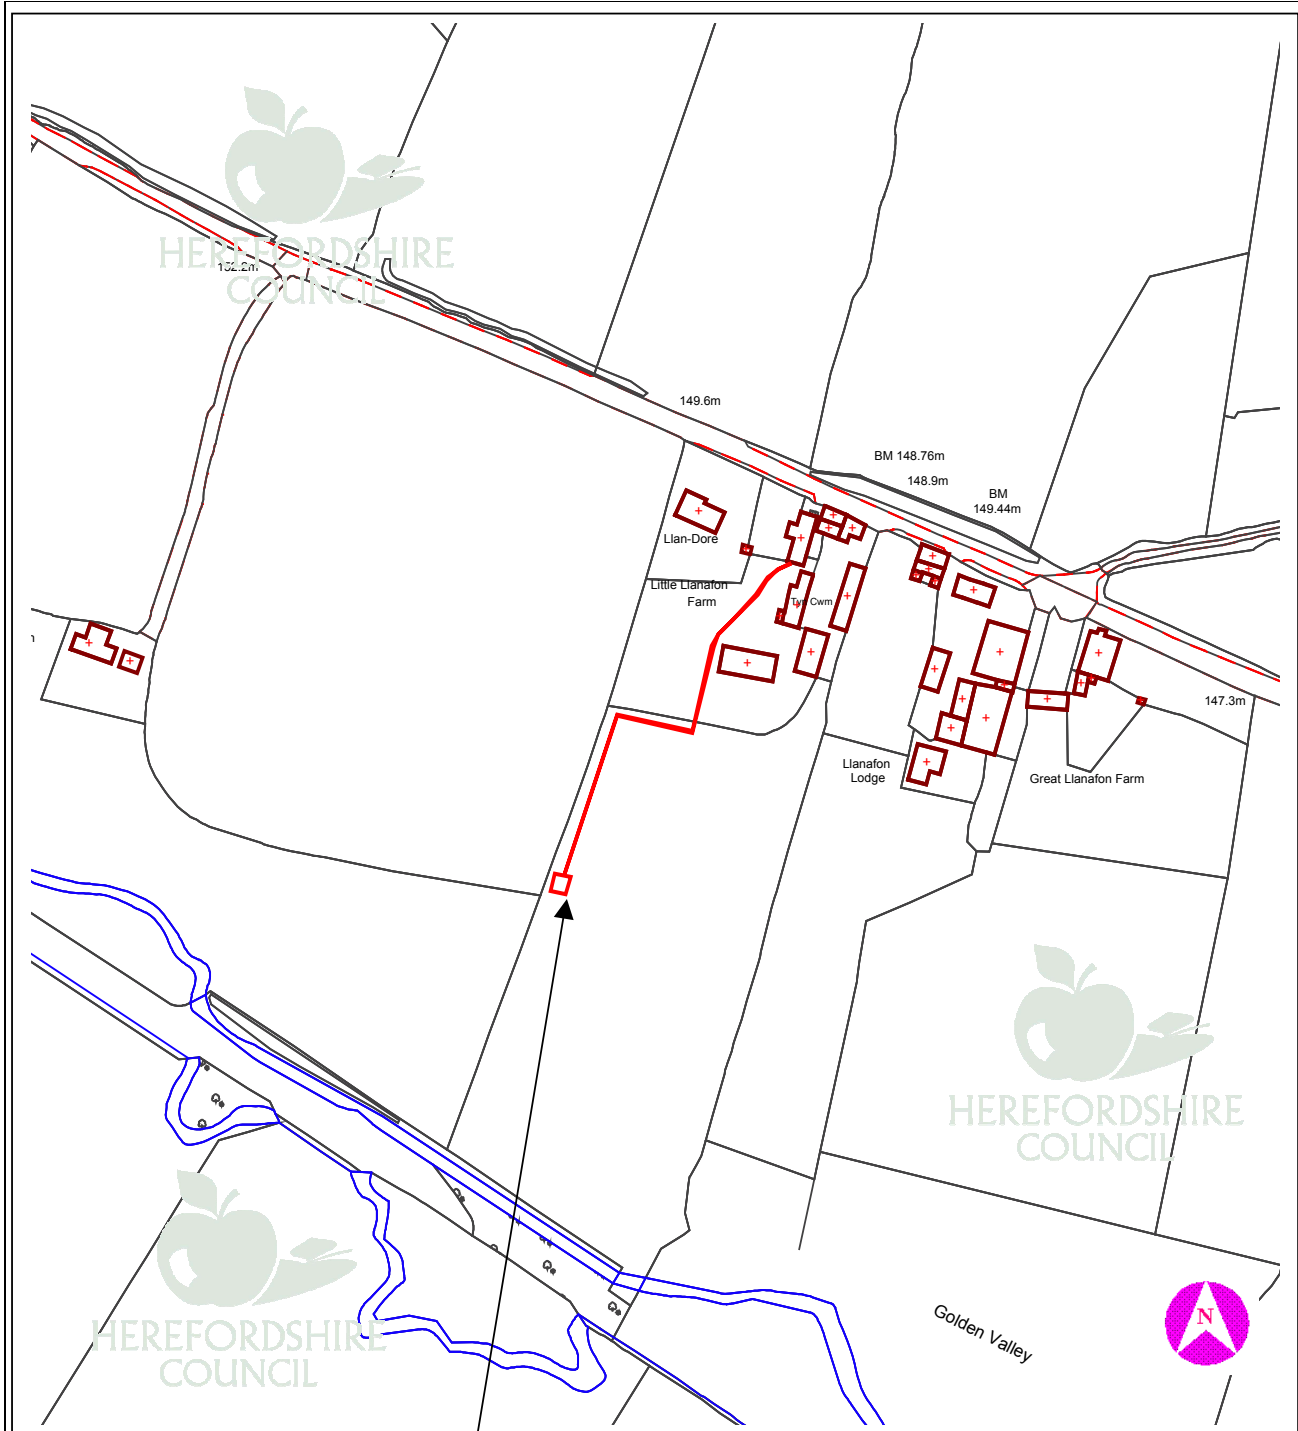 HEREFORDSHIRE
COUNCIL
152.2m
149.6m
BM 148.76m
148.9m
BM
149.44m
Llan-Dore
Little Llanafon
Farm
Tyn Cwm
147.3m
Llanafon
Lodge
Great Llanafon Farm
HEREFORDSHIRE
COUNCIL
HEREFORDSHIRE
COUNCIL
Golden Valley
N